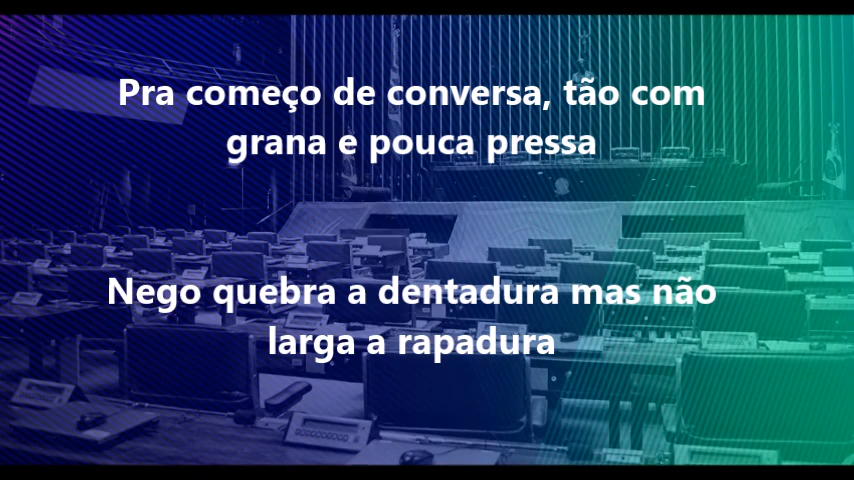 Pra começo de conversa, tão com
grana e pouca pressa
Nego quebra a dentadura mas não
larga a rapadura